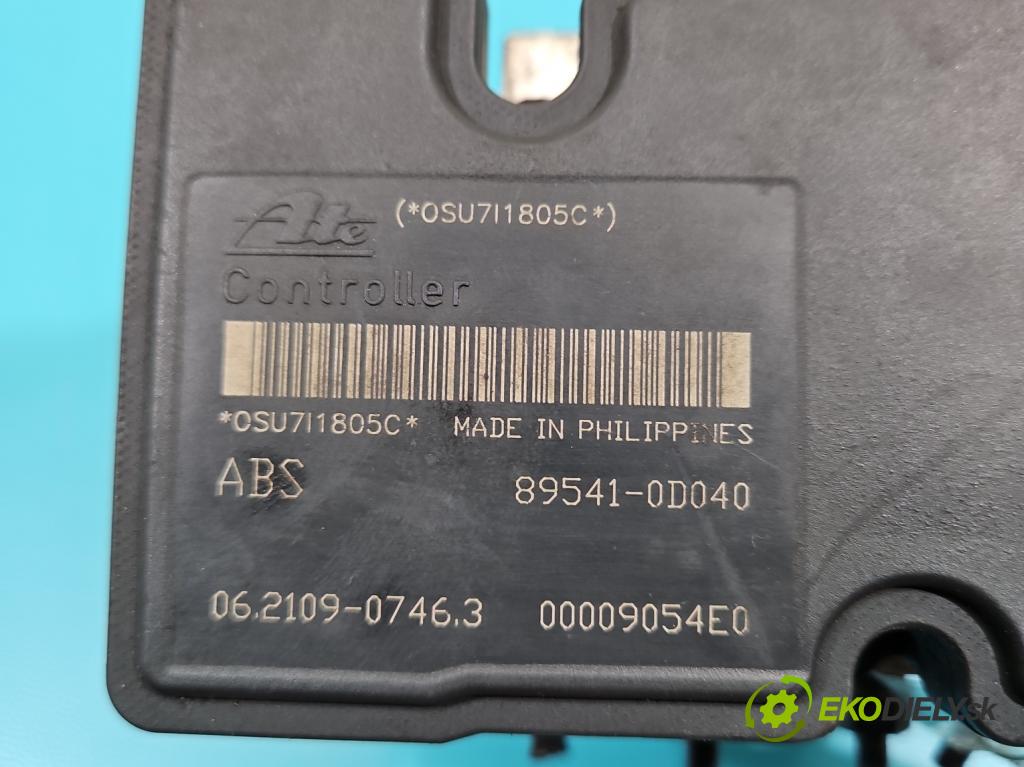 Ate (*OSU7I1805C*)
Controller
*OSU7I1805C* MADE IN PHILIPPINES
ABS 89541-0D040
06.2109-0746.3 00009054E0
EKODIELY.sk